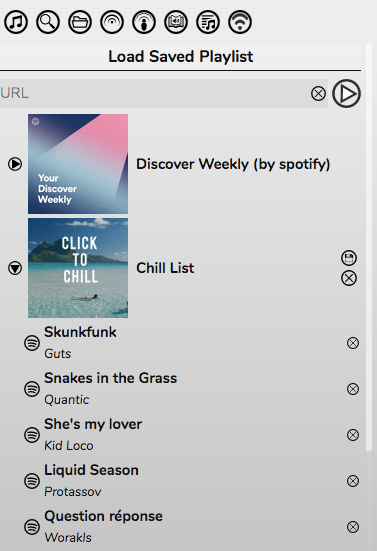 Load Saved Playlist
URL
Your
Discover
Weekly
Discover Weekly (by spotify)
CLICK
TO
CHILL
Chill List
Skunkfunk
Guts
Snakes in the Grass
Quantic
She's my lover
Kid Loco
Liquid Season
Protassov
Question réponse
Worakls